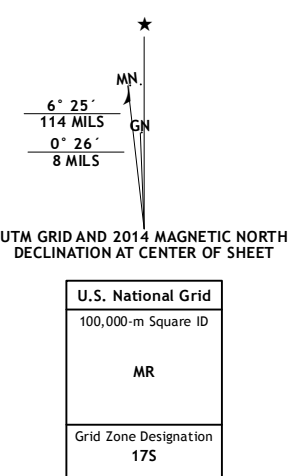 ★
MN.
6° 25´
114 MILS
GN
0° 26´
8 MILS
UTM GRID AND 2014 MAGNETIC NORTH
DECLINATION AT CENTER OF SHEET
U.S. National Grid
100,000-m Square ID
MR
Grid Zone Designation
17S